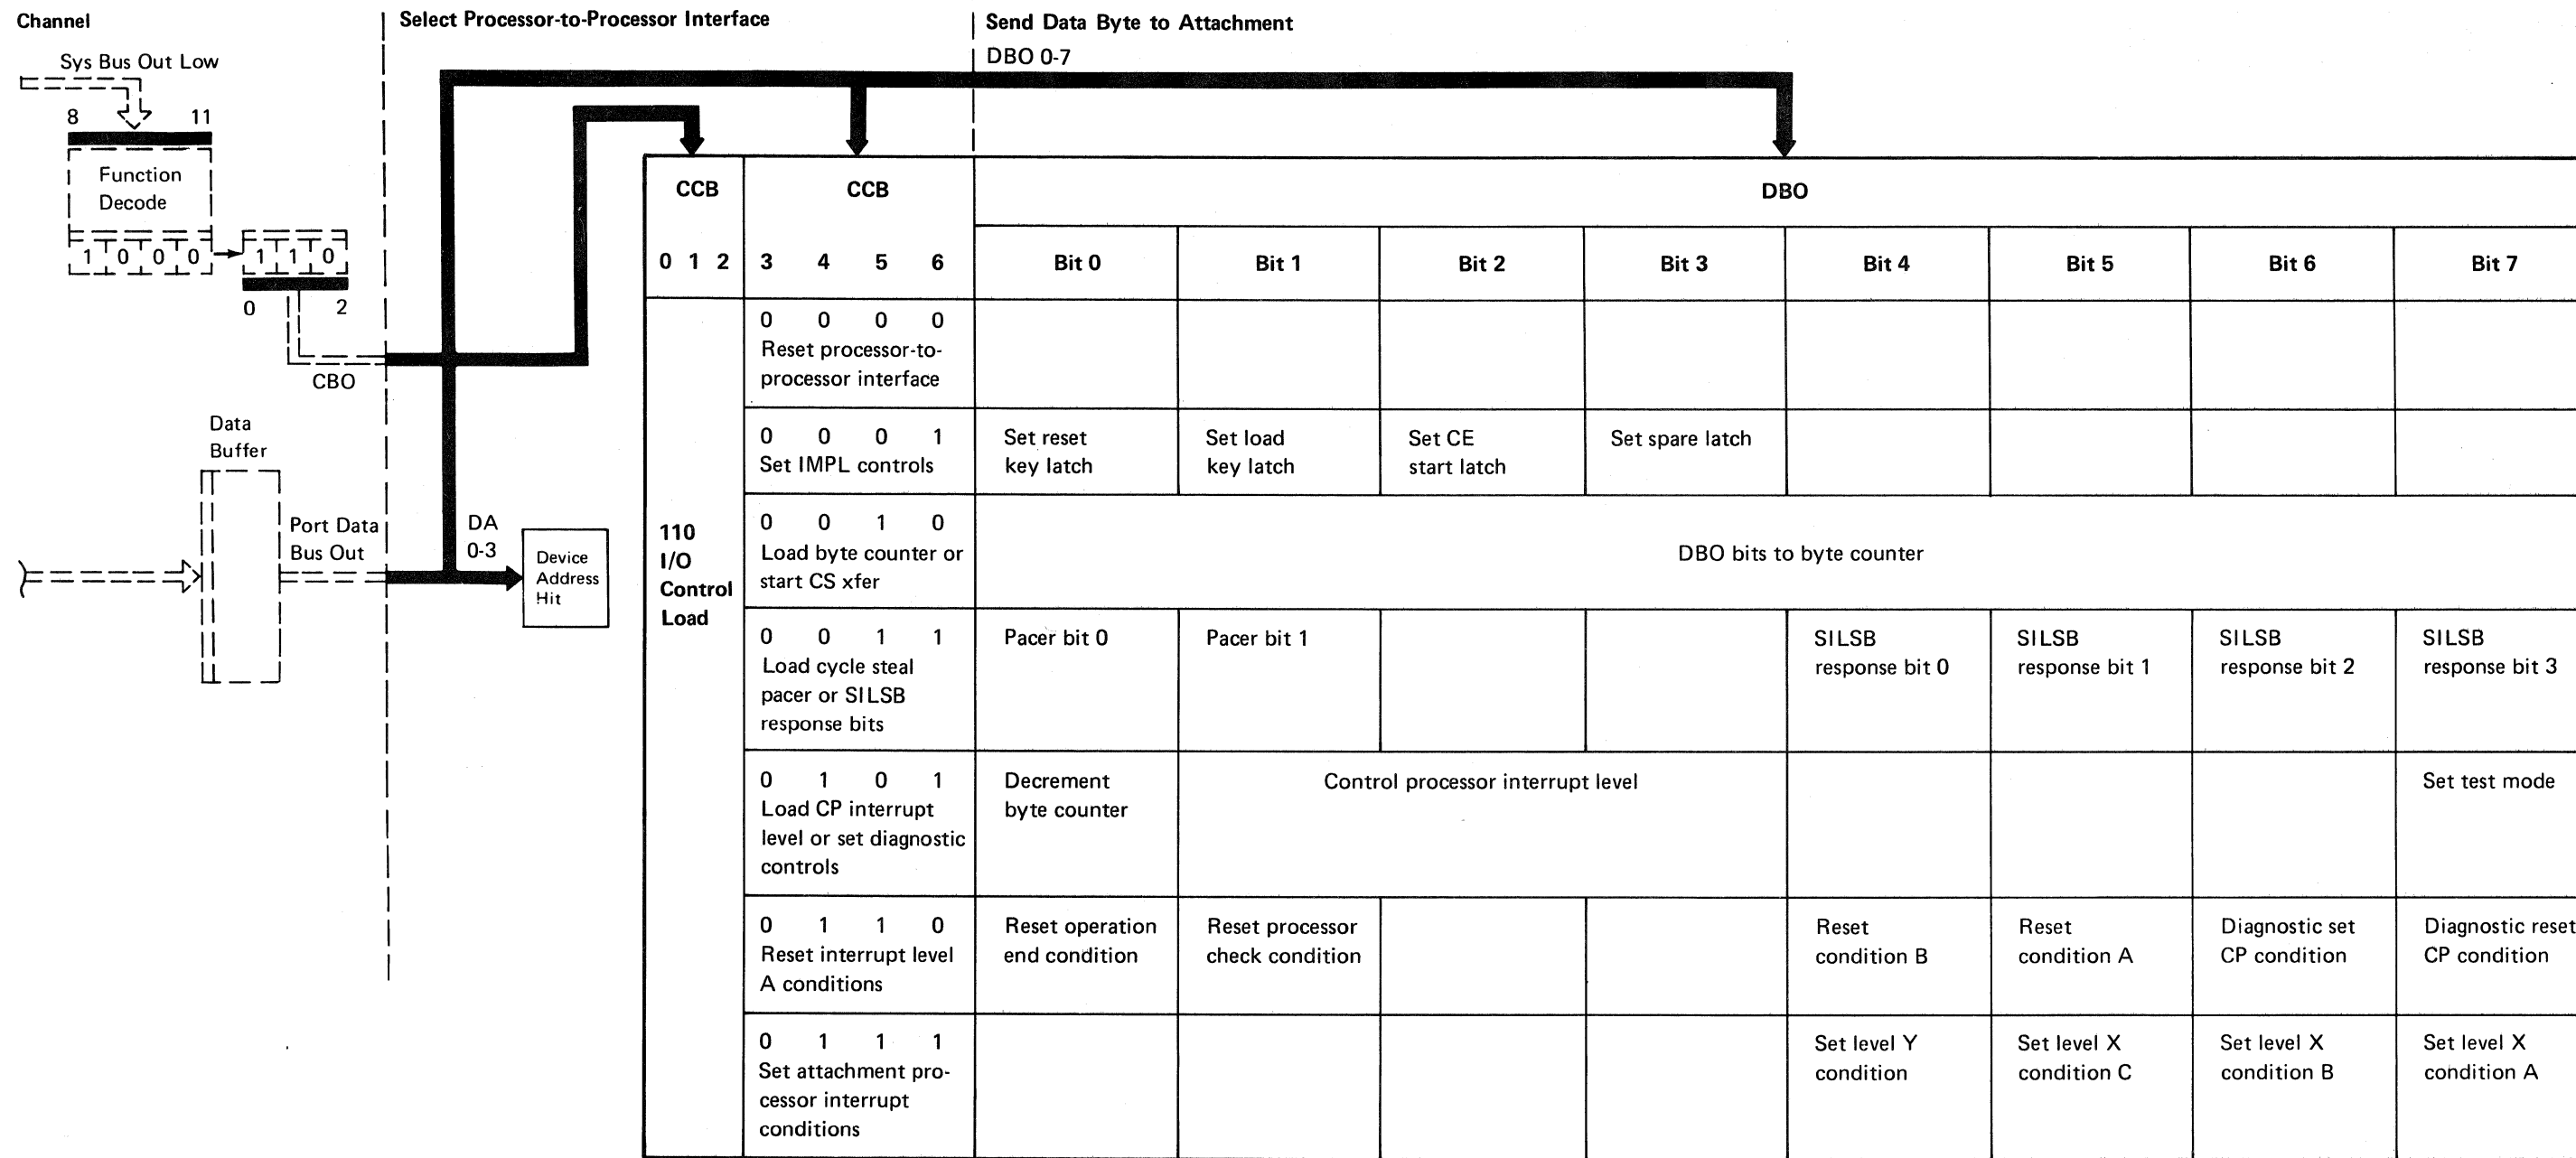 Channel
Select Processor-to-Processor Interface
Send Data Byte to Attachment
DBO 0-7
Sys Bus Out Low
8 11
Function
Decode
1 0 0 0
1 1 0
0 2
CBO
Data
Buffer
Port Data
Bus Out
DA
0-3
Device
Address
Hit
CCB
CCB
DBO
0 1 2
3 4 5 6
Bit 0
Bit 1
Bit 2
Bit 3
Bit 4
Bit 5
Bit 6
Bit 7
110
I/O
Control
Load
0 0 0 0
Reset processor-to-
processor interface
0 0 0 1
Set IMPL controls
Set reset
key latch
Set load
key latch
Set CE
start latch
Set spare latch
0 0 1 0
Load byte counter or
start CS xfer
DBO bits to byte counter
0 0 1 1
Load cycle steal
pacer or SILSB
response bits
Pacer bit 0
Pacer bit 1
SILSB
response bit 0
SILSB
response bit 1
SILSB
response bit 2
SILSB
response bit 3
0 1 0 1
Load CP interrupt
level or set diagnostic
controls
Decrement
byte counter
Control processor interrupt level
Set test mode
0 1 1 0
Reset interrupt level
A conditions
Reset operation
end condition
Reset processor
check condition
Reset
condition B
Reset
condition A
Diagnostic set
CP condition
Diagnostic reset
CP condition
0 1 1 1
Set attachment pro-
cessor interrupt
conditions
Set level Y
condition
Set level X
condition C
Set level X
condition B
Set level X
condition A